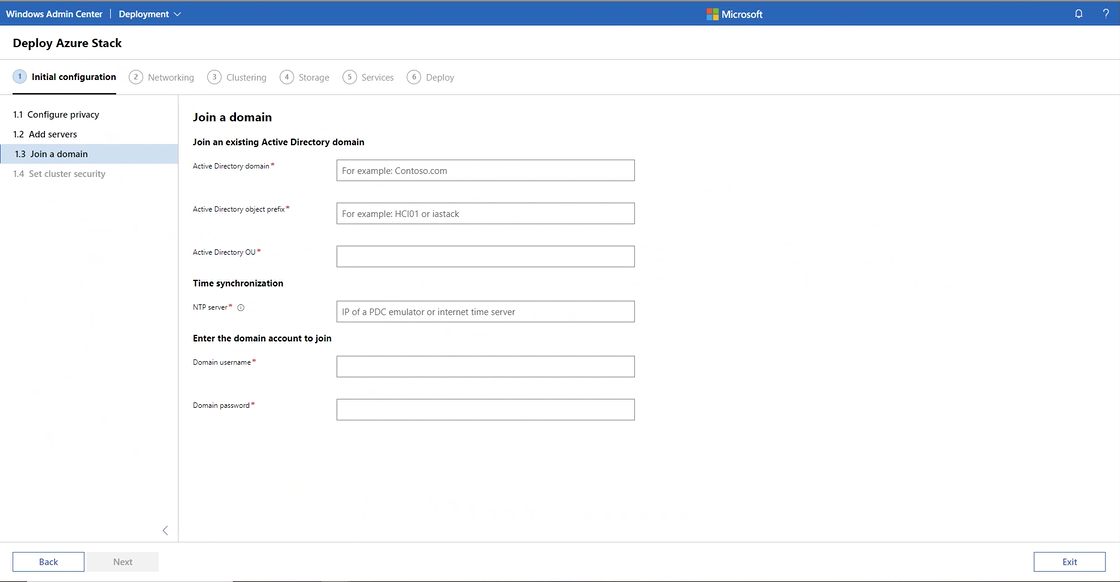 Windows Admin Center | Deployment
Microsoft
?
Deploy Azure Stack
1 Initial configuration 2 Networking 3 Clustering 4 Storage 5 Services 6 Deploy
1.1 Configure privacy
1.2 Add servers
1.3 Join a domain
1.4 Set cluster security
Join a domain
Join an existing Active Directory domain
Active Directory domain*
For example: Contoso.com
Active Directory object prefix*
For example: HCI01 or iastack
Active Directory OU*
Time synchronization
NTP server*
IP of a PDC emulator or internet time server
Enter the domain account to join
Domain username*
Domain password*
Back
Next
Exit